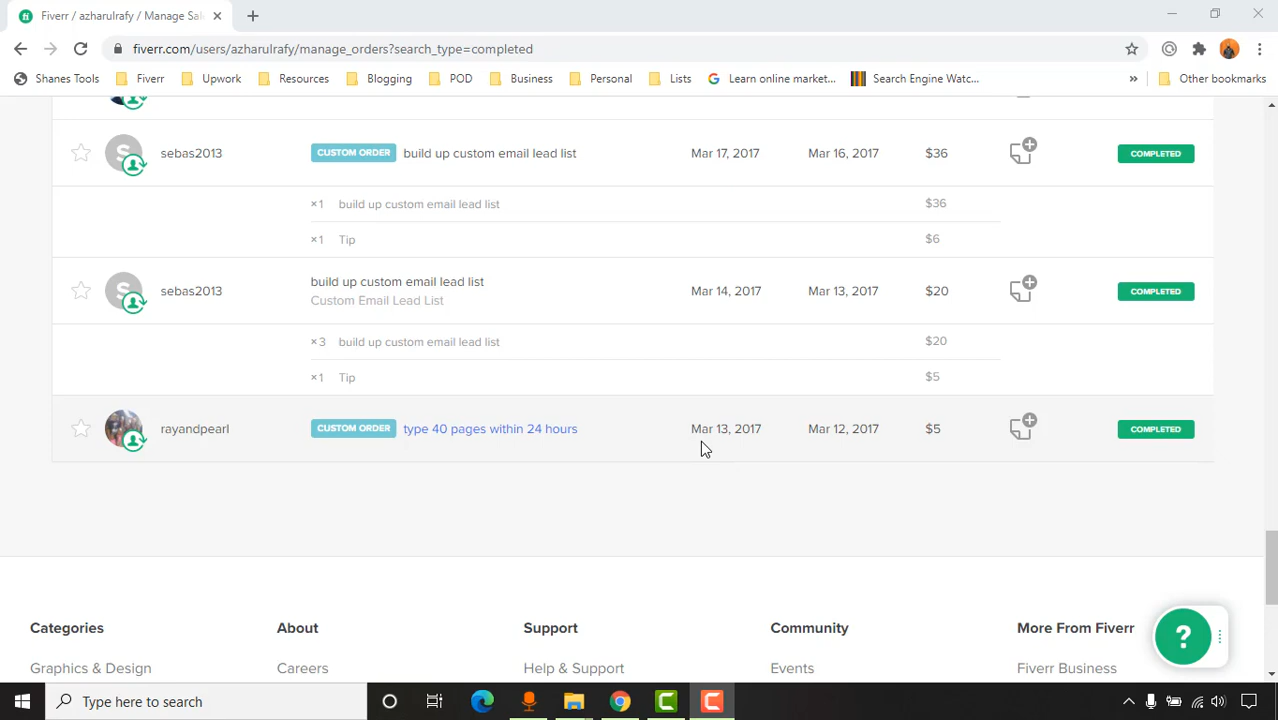 Fiverr / azharulrafy / Manage Sal
fiverr.com/users/azharulrafy/manage_orders?search_type=completed
Shanes Tools Fiverr Upwork Resources Blogging POD Business Personal Lists Learn online market... Search Engine Watc... » Other bookmarks
S sebas2013 CUSTOM ORDER build up custom email lead list Mar 17, 2017 Mar 16, 2017 $36 COMPLETED
×1 build up custom email lead list $36
×1 Tip $6
S sebas2013 build up custom email lead list Mar 14, 2017 Mar 13, 2017 $20 COMPLETED
Custom Email Lead List
×3 build up custom email lead list $20
×1 Tip $5
rayandpearl CUSTOM ORDER type 40 pages within 24 hours Mar 13, 2017 Mar 12, 2017 $5 COMPLETED
Categories About Support Community More From Fiverr
Graphics & Design Careers Help & Support Events Fiverr Business
?
Type here to search